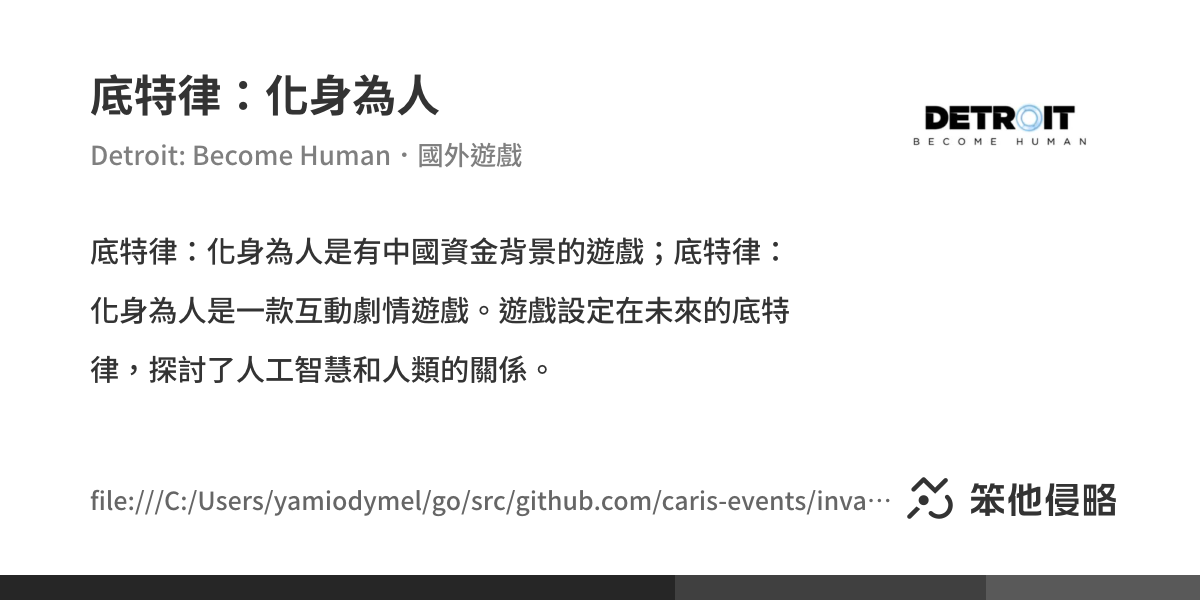 底特律：化身為人
Detroit: Become Human・國外遊戲
DETROIT
BECOME HUMAN
底特律：化身為人是有中國資金背景的遊戲；底特律：
化身為人是一款互動劇情遊戲。遊戲設定在未來的底特
律，探討了人工智慧和人類的關係。
file:///C:/Users/yamiodymel/go/src/github.com/caris-events/inva…
笨他侵略